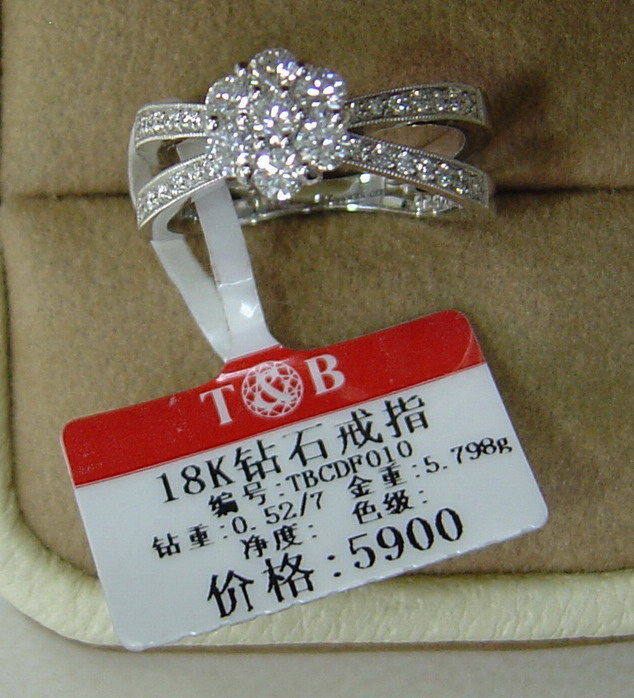 T&B
18K钻石戒指
编号:TBCDF010
钻重:0.52/7 金重:5.798g
净度: 色级:
价格:5900